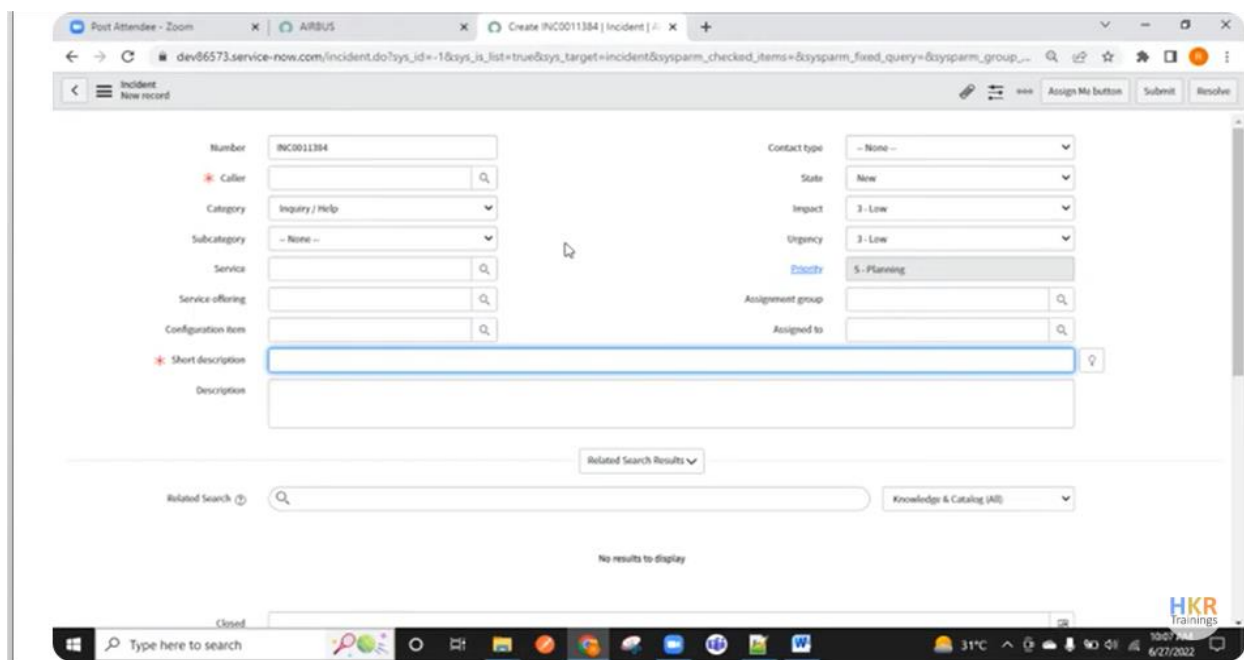 Post Attendee - Zoom
AIRBUS
Create INC0011384 | Incident |
dev86573.service-now.com/incident.do?sys_id=-1&sys_is_list=true&sys_target=incident&sysparm_checked_items=&sysparm_fixed_query=&sysparm_group_...
Incident
New record
Assign Me button
Submit
Resolve
Number INC0011384
Contact type -- None --
* Caller
State New
Category Inquiry / Help
Impact 3 - Low
Subcategory -- None --
Urgency 3 - Low
Service
Priority 5 - Planning
Service offering
Assignment group
Configuration item
Assigned to
* Short description
Description
Related Search Results
Related Search
Knowledge & Catalog (All)
No results to display
Closed
HKR
Trainings
Type here to search
31°C
10:07 AM
6/27/2022